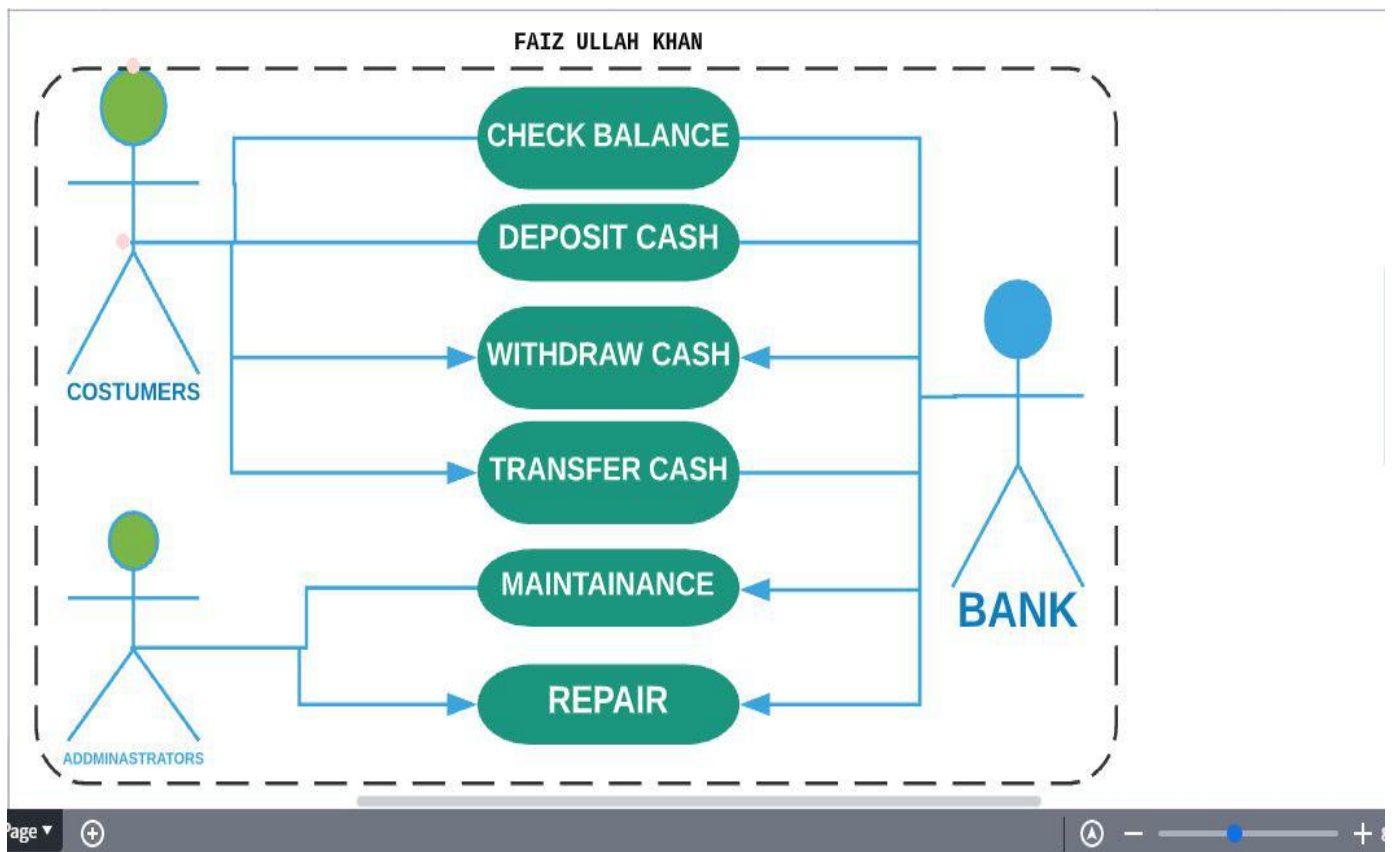 FAIZ ULLAH KHAN
CHECK BALANCE
DEPOSIT CASH
WITHDRAW CASH
COSTUMERS
TRANSFER CASH
MAINTAINANCE
BANK
REPAIR
ADDMINASTRATORS
Page